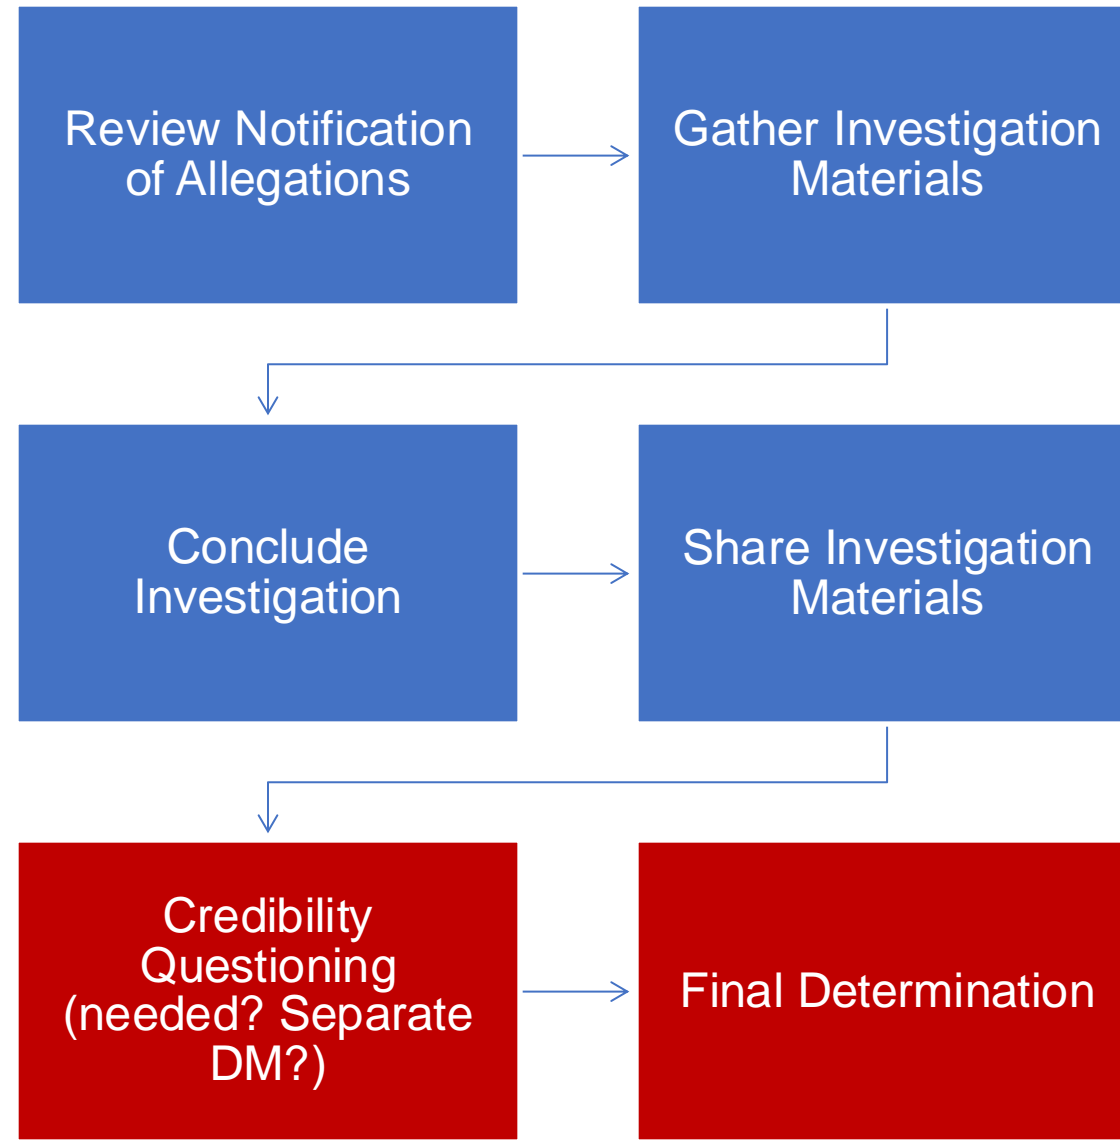 Review Notification
of Allegations
Gather Investigation
Materials
Conclude
Investigation
Share Investigation
Materials
Credibility
Questioning
(needed? Separate
DM?)
Final Determination